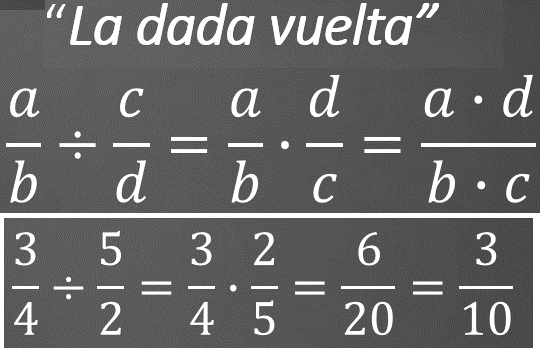 “La dada vuelta”
a/b ÷ c/d = a/b · d/c = a · d/b · c
3/4 ÷ 5/2 = 3/4 · 2/5 = 6/20 = 3/10